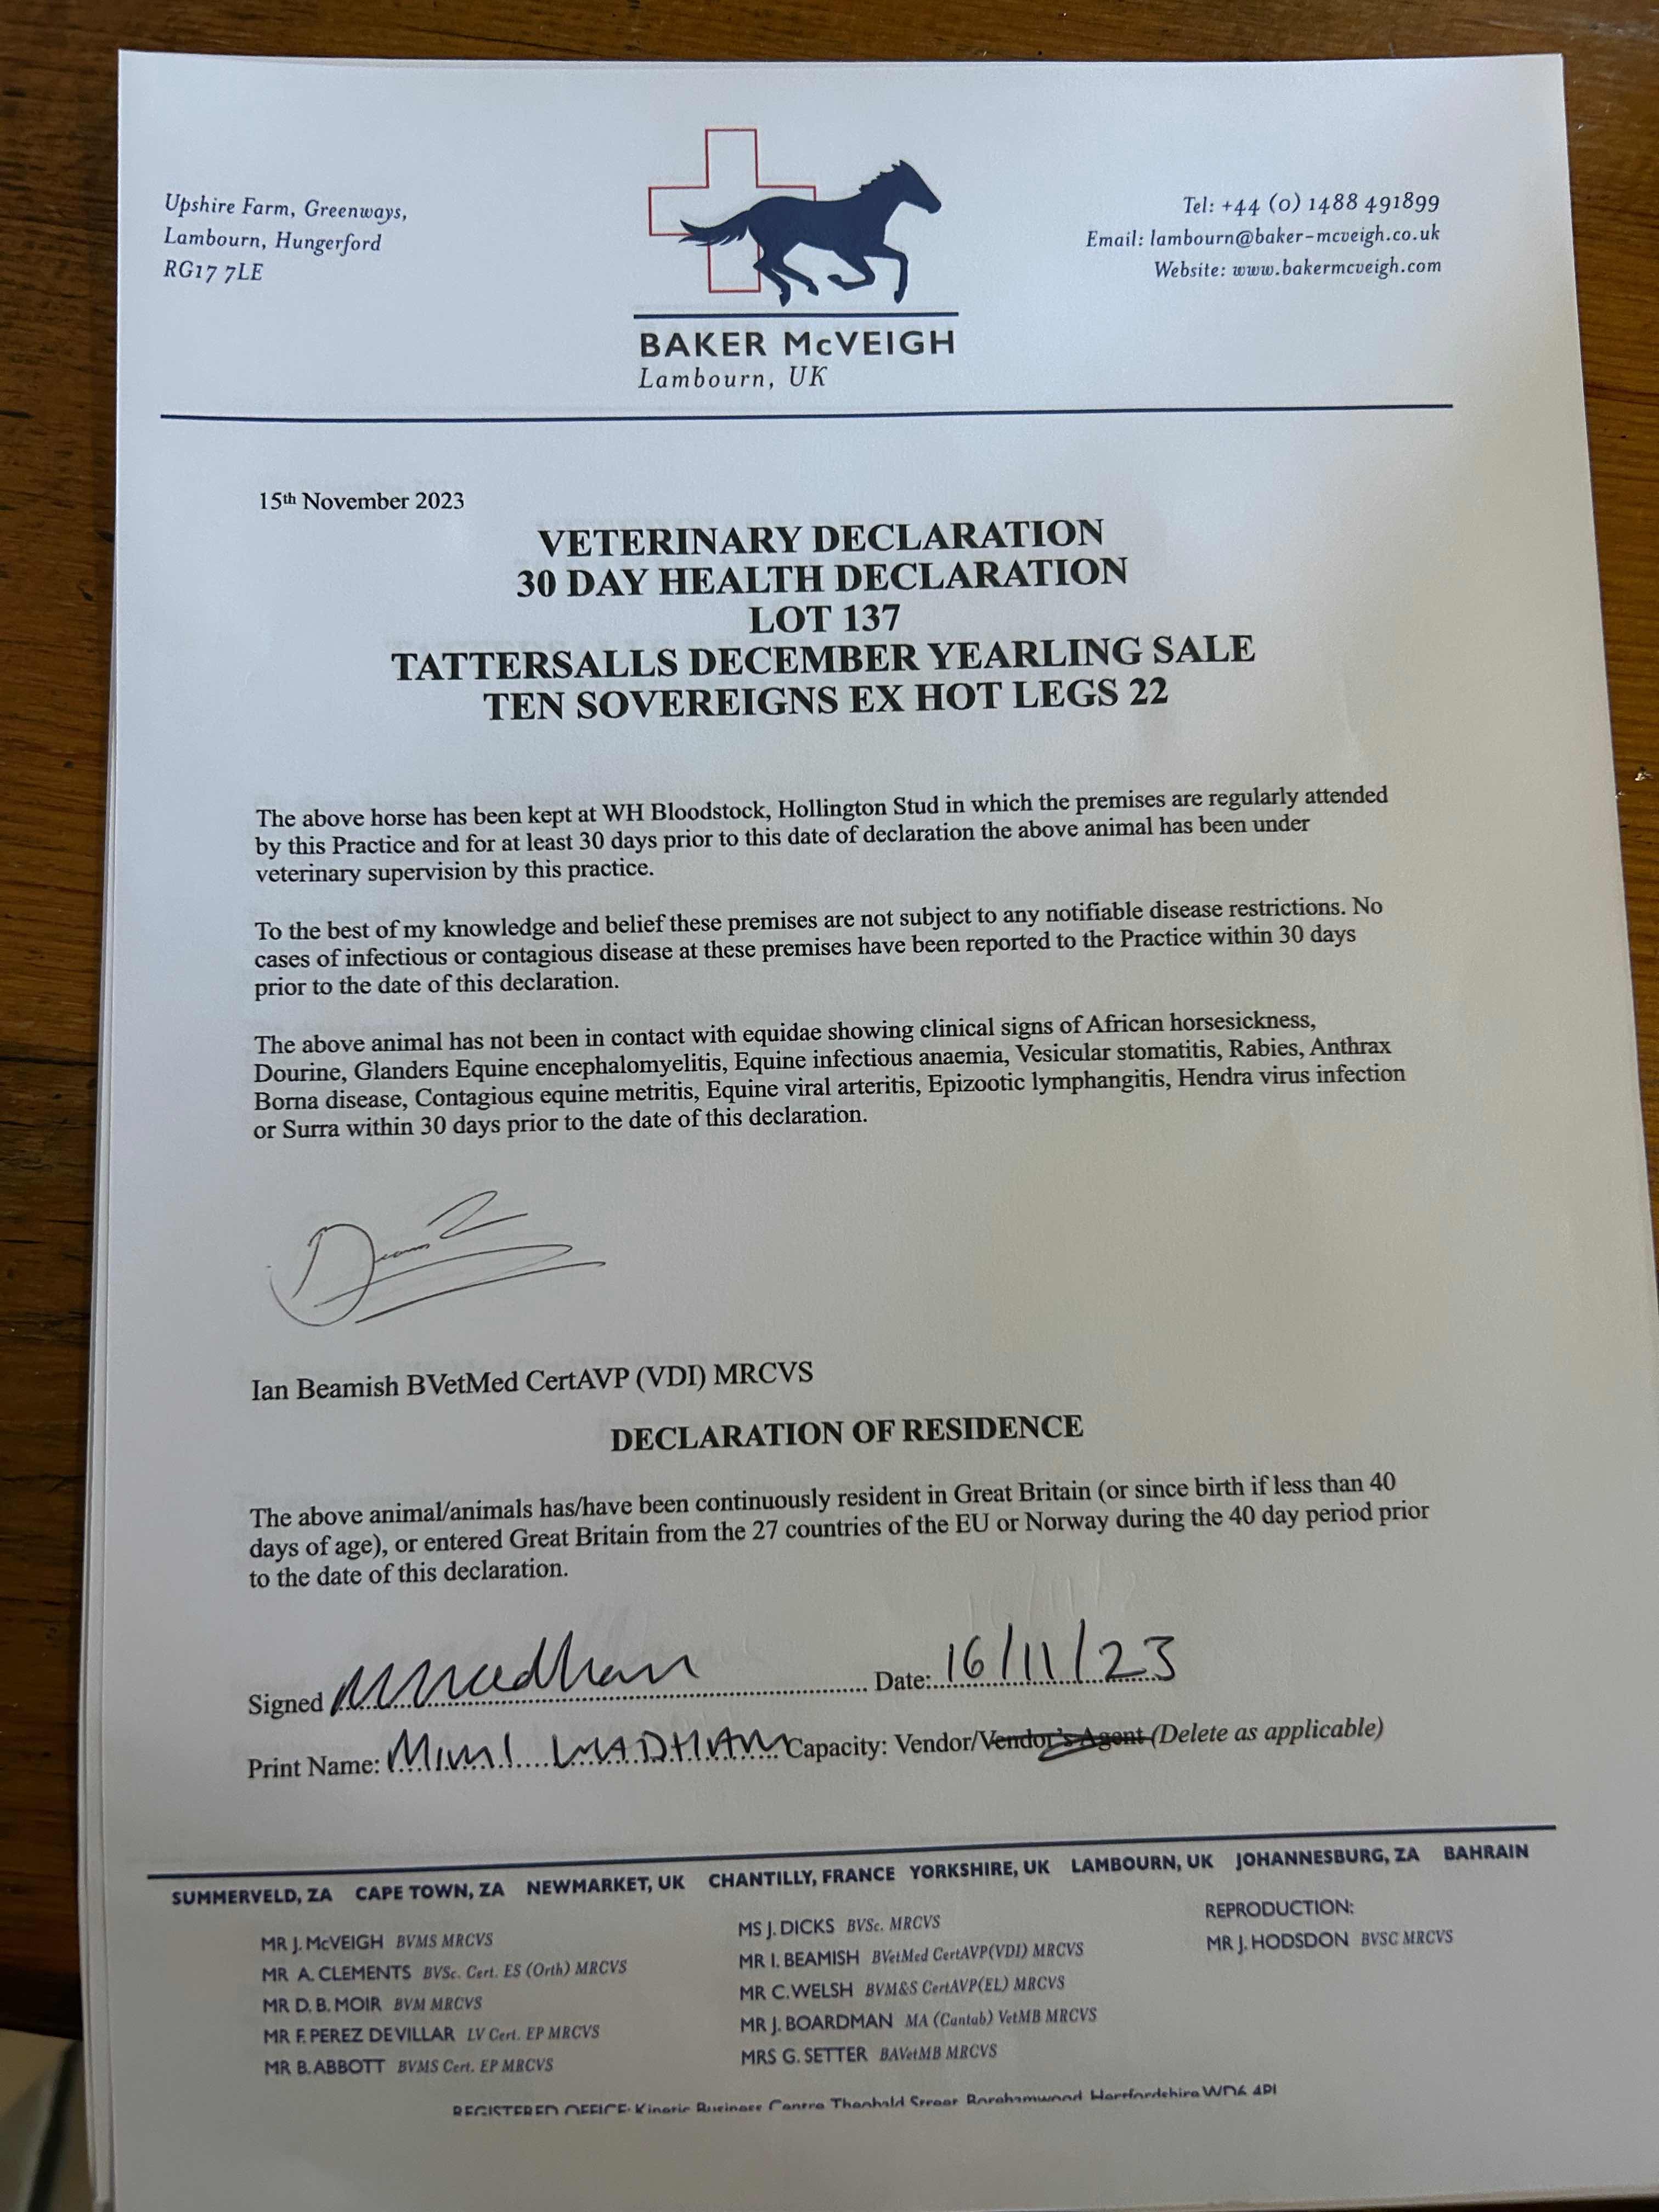 Upshire Farm, Greenways,
Lambourn, Hungerford
RG17 7LE
Tel: +44 (0) 1488 491899
Email: lambourn@baker-mcveigh.co.uk
Website: www.bakermcveigh.com
BAKER McVEIGH
Lambourn, UK
15th November 2023
VETERINARY DECLARATION
30 DAY HEALTH DECLARATION
LOT 137
TATTERSALLS DECEMBER YEARLING SALE
TEN SOVEREIGNS EX HOT LEGS 22
The above horse has been kept at WH Bloodstock, Hollington Stud in which the premises are regularly attended
by this Practice and for at least 30 days prior to this date of declaration the above animal has been under
veterinary supervision by this practice.
To the best of my knowledge and belief these premises are not subject to any notifiable disease restrictions. No
cases of infectious or contagious disease at these premises have been reported to the Practice within 30 days
prior to the date of this declaration.
The above animal has not been in contact with equidae showing clinical signs of African horsesickness,
Dourine, Glanders Equine encephalomyelitis, Equine infectious anaemia, Vesicular stomatitis, Rabies, Anthrax
Borna disease, Contagious equine metritis, Equine viral arteritis, Epizootic lymphangitis, Hendra virus infection
or Surra within 30 days prior to the date of this declaration.
Ian Beamish BVetMed CertAVP (VDI) MRCVS
DECLARATION OF RESIDENCE
The above animal/animals has/have been continuously resident in Great Britain (or since birth if less than 40
days of age), or entered Great Britain from the 27 countries of the EU or Norway during the 40 day period prior
to the date of this declaration.
Signed Date: 16/11/23
Print Name: MIMI WADHAM Capacity: Vendor/Vendor's Agent (Delete as applicable)
SUMMERVELD, ZA CAPE TOWN, ZA NEWMARKET, UK CHANTILLY, FRANCE YORKSHIRE, UK LAMBOURN, UK JOHANNESBURG, ZA BAHRAIN
MR J. McVEIGH BVMS MRCVS
MR A. CLEMENTS BVSc. Cert. ES (Orth) MRCVS
MR D. B. MOIR BVM MRCVS
MR F. PEREZ DE VILLAR LV Cert. EP MRCVS
MR B. ABBOTT BVMS Cert. EP MRCVS
MS J. DICKS BVSc. MRCVS
MR I. BEAMISH BVetMed CertAVP(VDI) MRCVS
MR C. WELSH BVM&S CertAVP(EL) MRCVS
MR J. BOARDMAN MA (Cantab) VetMB MRCVS
MRS G. SETTER BAVetMB MRCVS
REPRODUCTION:
MR J. HODSDON BVSC MRCVS
REGISTERED OFFICE: Kinetic Business Centre Theobald Street Borehamwood Hertfordshire WD6 4PJ